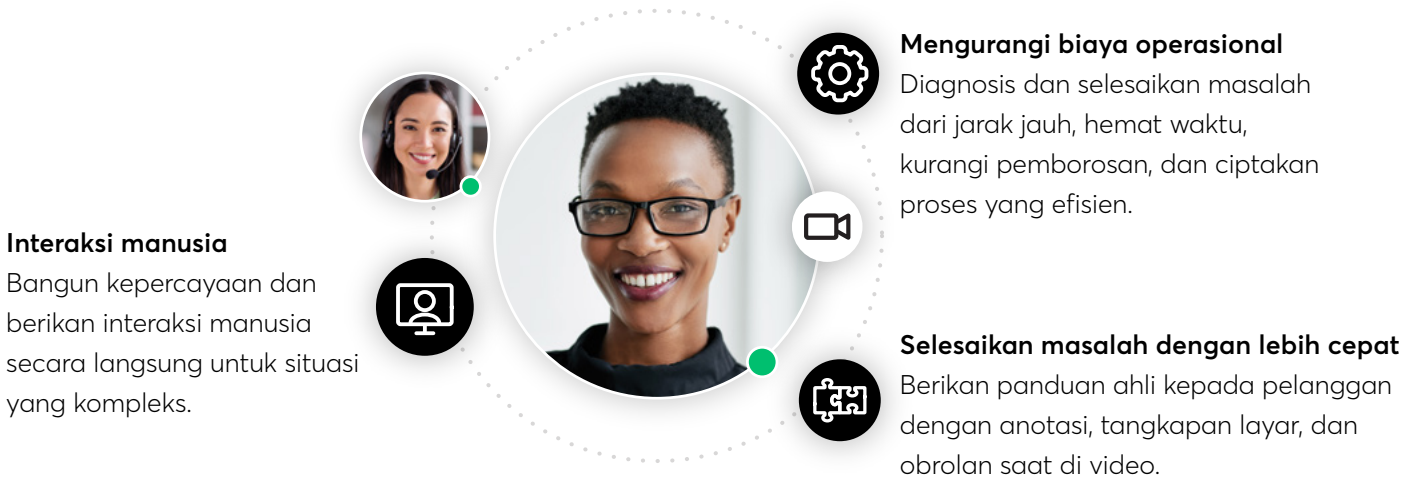 Mengurangi biaya operasional
Diagnosis dan selesaikan masalah
dari jarak jauh, hemat waktu,
kurangi pemborosan, dan ciptakan
proses yang efisien.
Interaksi manusia
Bangun kepercayaan dan
berikan interaksi manusia
secara langsung untuk situasi
yang kompleks.
Selesaikan masalah dengan lebih cepat
Berikan panduan ahli kepada pelanggan
dengan anotasi, tangkapan layar, dan
obrolan saat di video.